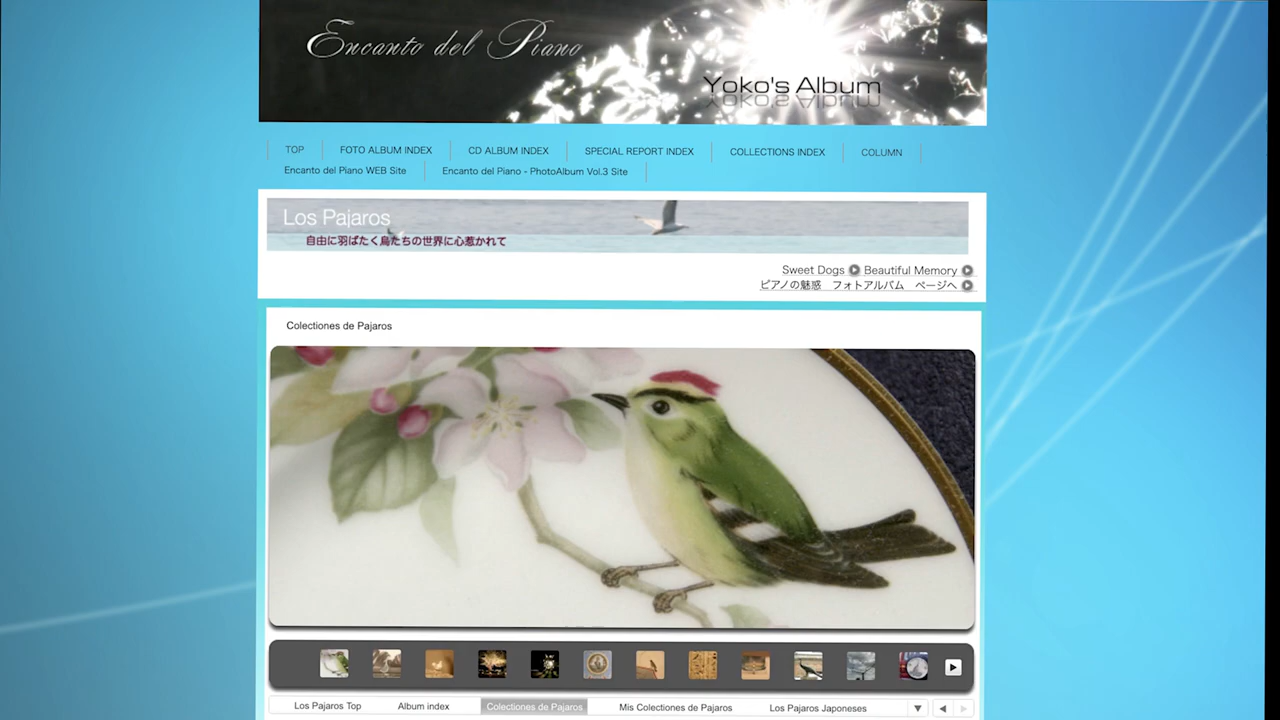 Encanto del Piano
Yoko's Album
TOP FOTO ALBUM INDEX CD ALBUM INDEX SPECIAL REPORT INDEX COLLECTIONS INDEX COLUMN
Encanto del Piano WEB Site Encanto del Piano - PhotoAlbum Vol.3 Site
Los Pajaros
自由に羽ばたく鳥たちの世界に心惹かれて
Sweet Dogs Beautiful Memory
ピアノの魅惑 フォトアルバム ページへ
Colectiones de Pajaros
Los Pajaros Top Album index Colectiones de Pajaros Mis Colectiones de Pajaros Los Pajaros Japoneses